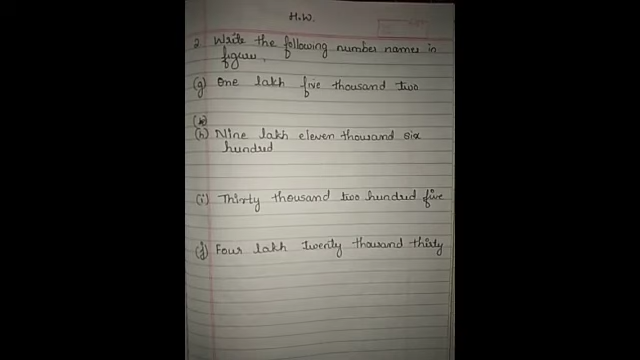 H.W.
2. Write the following number names in
figure.
(g) One lakh five thousand two
(h) Nine lakh eleven thousand six
hundred
(i) Thirty thousand two hundred five
(j) Four lakh twenty thousand thirty